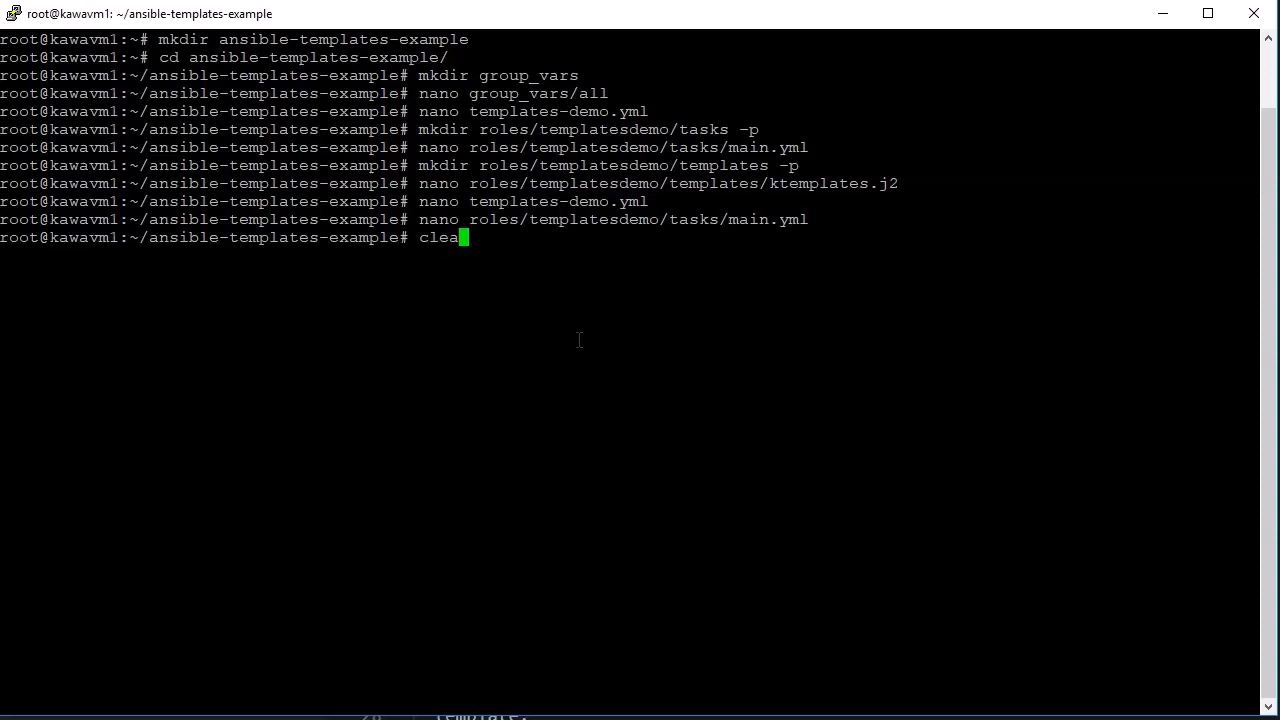 root@kawavm1: ~/ansible-templates-example
root@kawavm1:~# mkdir ansible-templates-example
root@kawavm1:~# cd ansible-templates-example/
root@kawavm1:~/ansible-templates-example# mkdir group_vars
root@kawavm1:~/ansible-templates-example# nano group_vars/all
root@kawavm1:~/ansible-templates-example# nano templates-demo.yml
root@kawavm1:~/ansible-templates-example# mkdir roles/templatesdemo/tasks -p
root@kawavm1:~/ansible-templates-example# nano roles/templatesdemo/tasks/main.yml
root@kawavm1:~/ansible-templates-example# mkdir roles/templatesdemo/templates -p
root@kawavm1:~/ansible-templates-example# nano roles/templatesdemo/templates/ktemplates.j2
root@kawavm1:~/ansible-templates-example# nano templates-demo.yml
root@kawavm1:~/ansible-templates-example# nano roles/templatesdemo/tasks/main.yml
root@kawavm1:~/ansible-templates-example# clea
template.